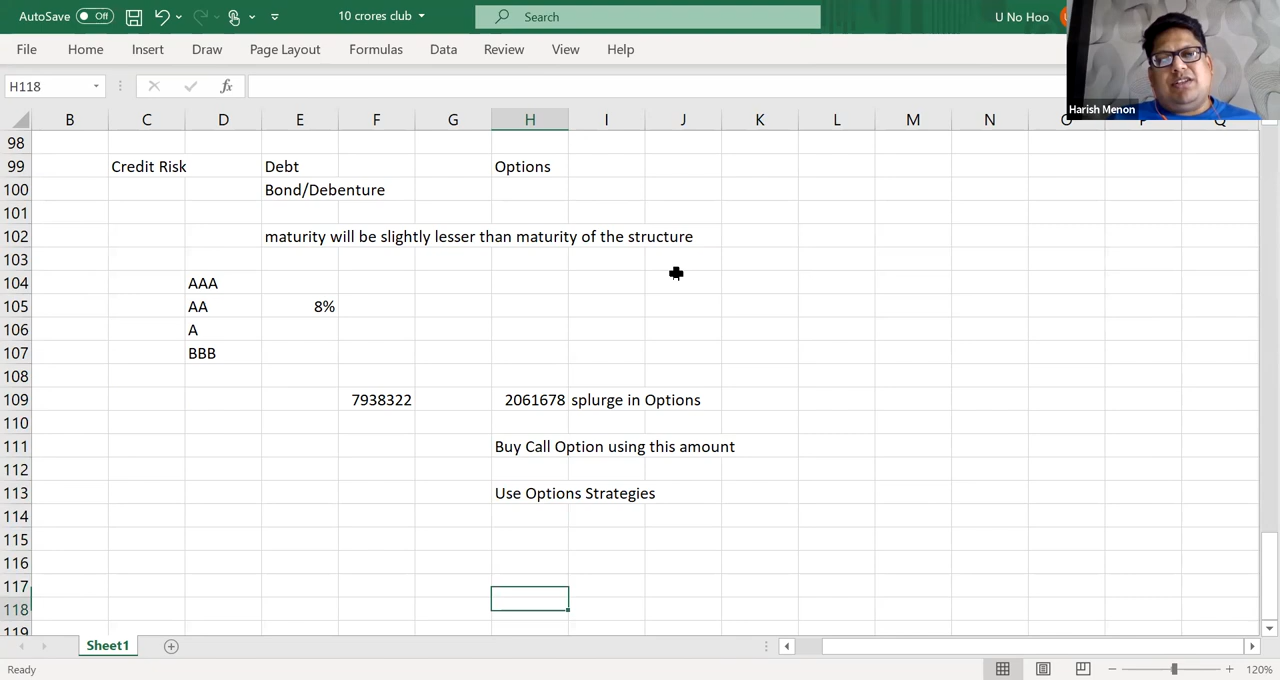 AutoSave Off 10 crores club Search U No Hoo
File Home Insert Draw Page Layout Formulas Data Review View Help
H118 fx
Harish Menon
B C D E F G H I J K L M N O P Q
98
99 Credit Risk Debt Options
100 Bond/Debenture
101
102 maturity will be slightly lesser than maturity of the structure
103
104 AAA
105 AA 8%
106 A
107 BBB
108
109 7938322 2061678 splurge in Options
110
111 Buy Call Option using this amount
112
113 Use Options Strategies
114
115
116
117
118
119
Sheet1
Ready 120%